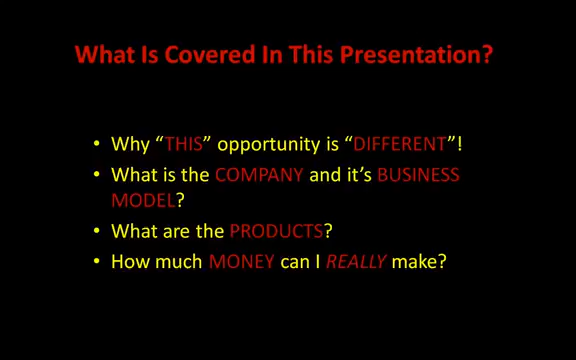 What Is Covered In This Presentation?
• Why “THIS” opportunity is “DIFFERENT”!
• What is the COMPANY and it’s BUSINESS
MODEL?
• What are the PRODUCTS?
• How much MONEY can I REALLY make?